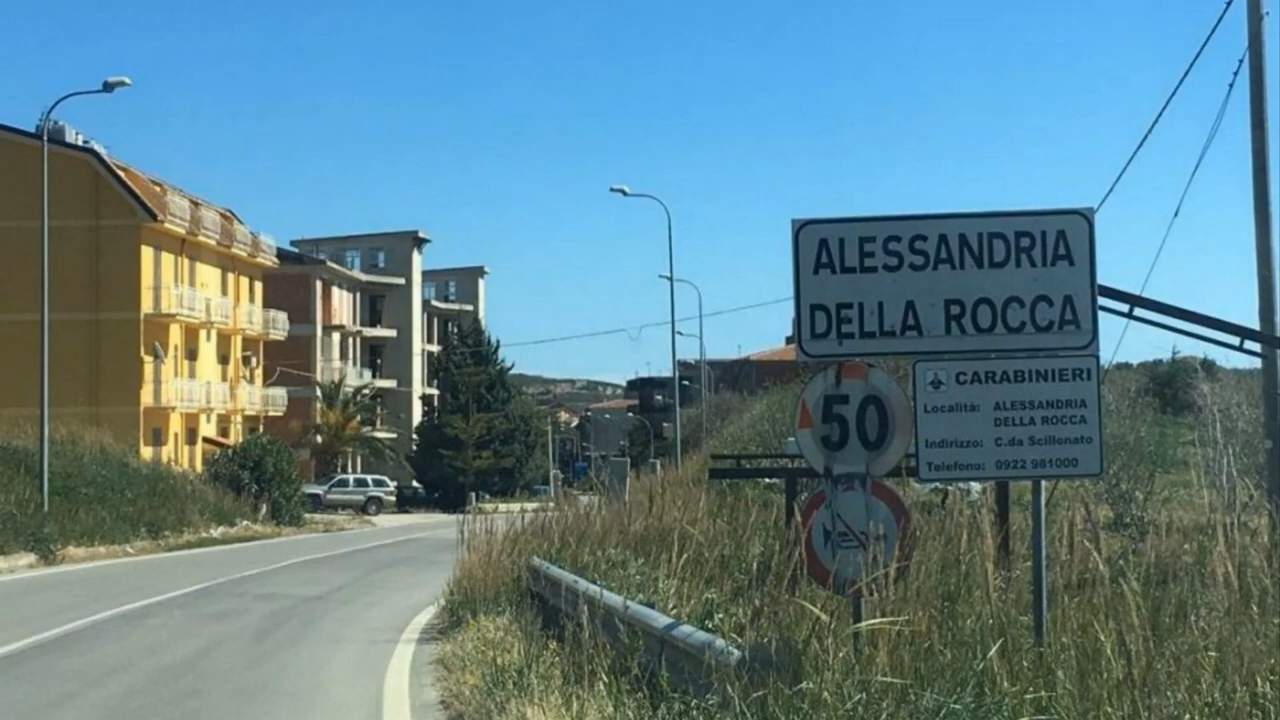 ALESSANDRIA
DELLA ROCCA
50
CARABINIERI
Località: ALESSANDRIA
DELLA ROCCA
Indirizzo: C.da Scillonato
Telefono: 0922 981000